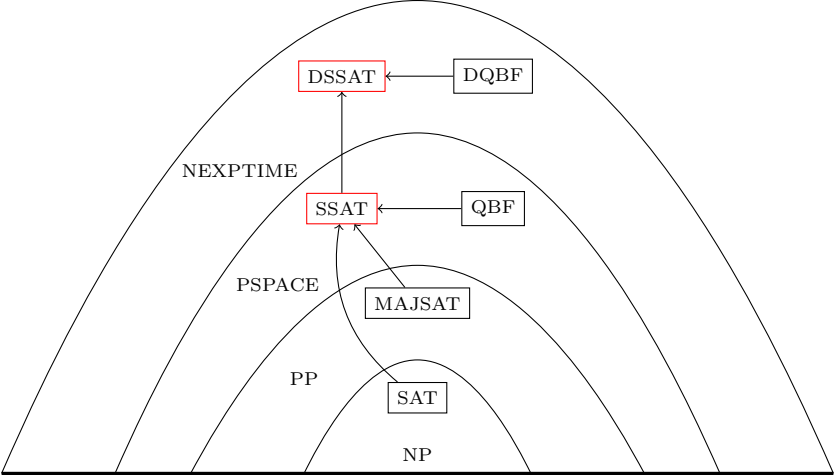 DSSAT
DQBF
NEXPTIME
SSAT
QBF
PSPACE
MAJSAT
PP
SAT
NP